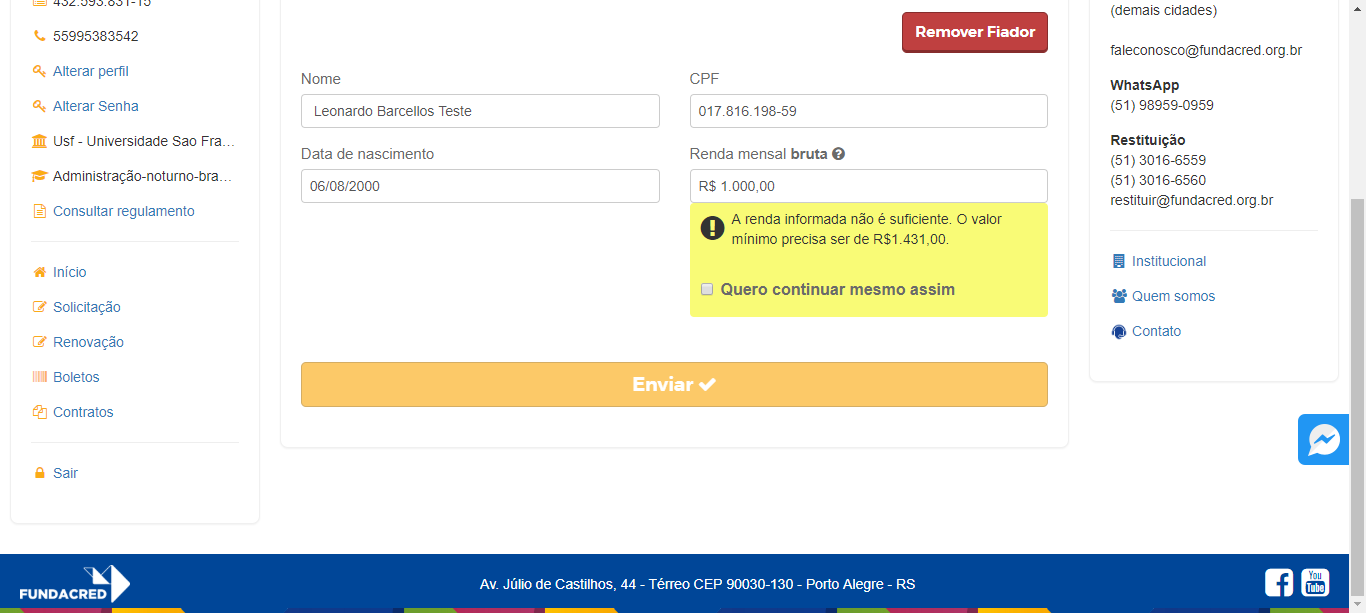 432.593.831-15
55995383542
Alterar perfil
Alterar Senha
Usf - Universidade Sao Fra...
Administração-noturno-bra...
Consultar regulamento
Início
Solicitação
Renovação
Boletos
Contratos
Sair
Remover Fiador
Nome
Leonardo Barcellos Teste
CPF
017.816.198-59
Data de nascimento
06/08/2000
Renda mensal bruta
R$ 1.000,00
A renda informada não é suficiente. O valor
mínimo precisa ser de R$1.431,00.
Quero continuar mesmo assim
Enviar
(demais cidades)
faleconosco@fundacred.org.br
WhatsApp
(51) 98959-0959
Restituição
(51) 3016-6559
(51) 3016-6560
restituir@fundacred.org.br
Institucional
Quem somos
Contato
FUNDACRED
Av. Júlio de Castilhos, 44 - Térreo CEP 90030-130 - Porto Alegre - RS
You
Tube